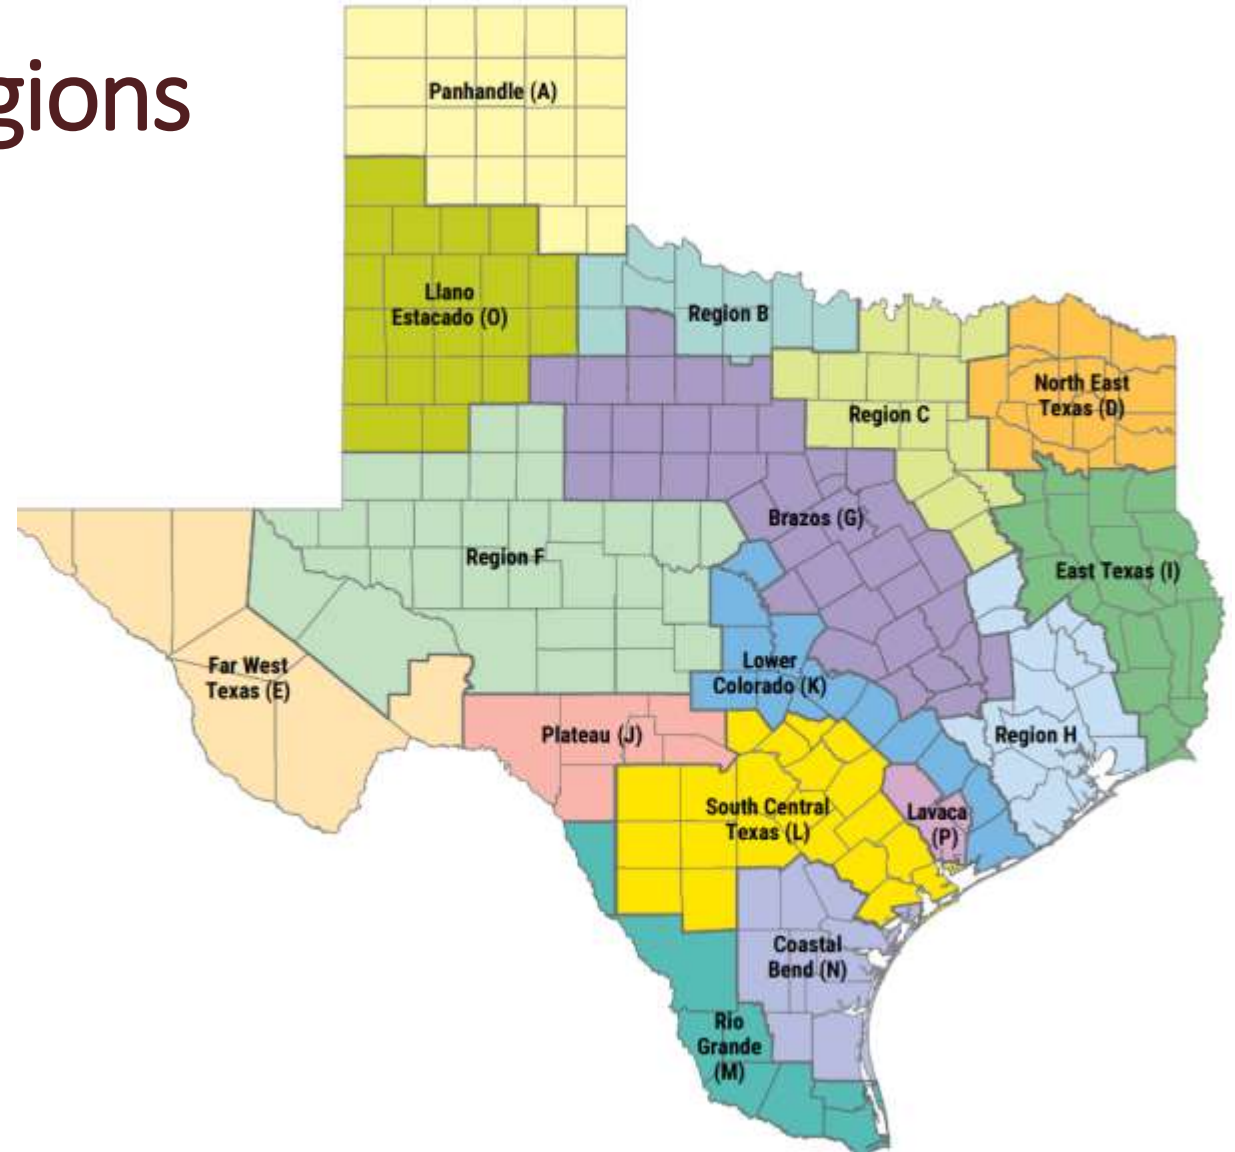 gions
Panhandle (A)
Llano
Estacado (O)
Region B
Region C
North East
Texas (D)
Brazos (G)
Region F
East Texas (I)
Far West
Texas (E)
Lower
Colorado (K)
Plateau (J)
Region H
South Central
Texas (L)
Lavaca
(P)
Coastal
Bend (N)
Rio
Grande
(M)